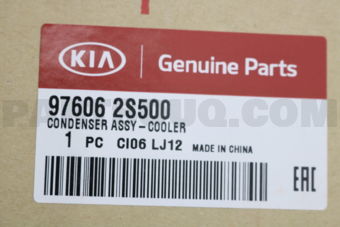 KIA Genuine Parts
97606 2S500
CONDENSER ASSY-COOLER
1 PC CI06 LJ12 MADE IN CHINA
EAC